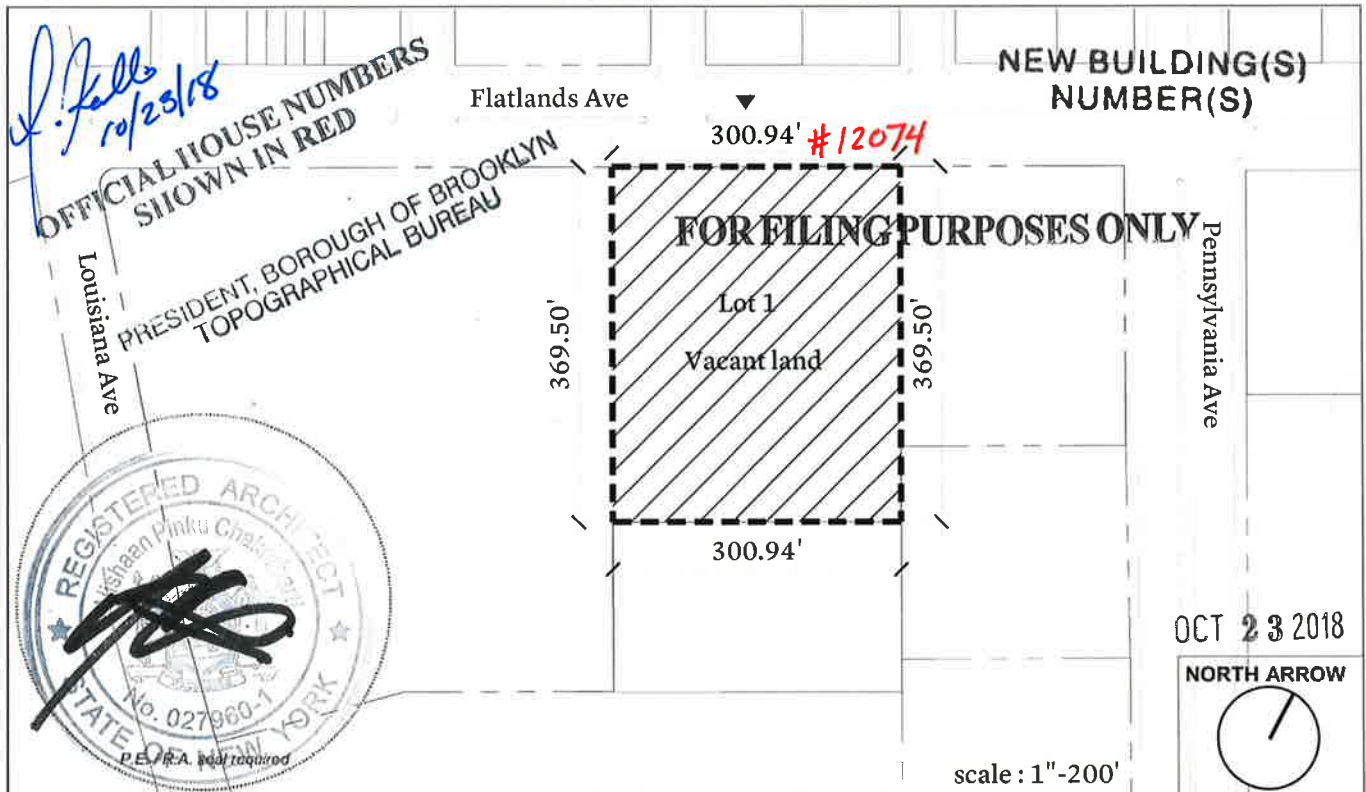 10/23/18
OFFICIAL HOUSE NUMBERS
SHOWN IN RED
PRESIDENT, BOROUGH OF BROOKLYN
TOPOGRAPHICAL BUREAU
Flatlands Ave
NEW BUILDING(S)
NUMBER(S)
300.94' #12074
FOR FILING PURPOSES ONLY
Louisiana Ave
Pennsylvania Ave
Lot 1
Vacant land
369.50'
369.50'
300.94'
REGISTERED ARCHITECT
Pinku
No. 027960-1
STATE OF NEW YORK
P.E./R.A. seal required
OCT 23 2018
NORTH ARROW
scale : 1"-200'